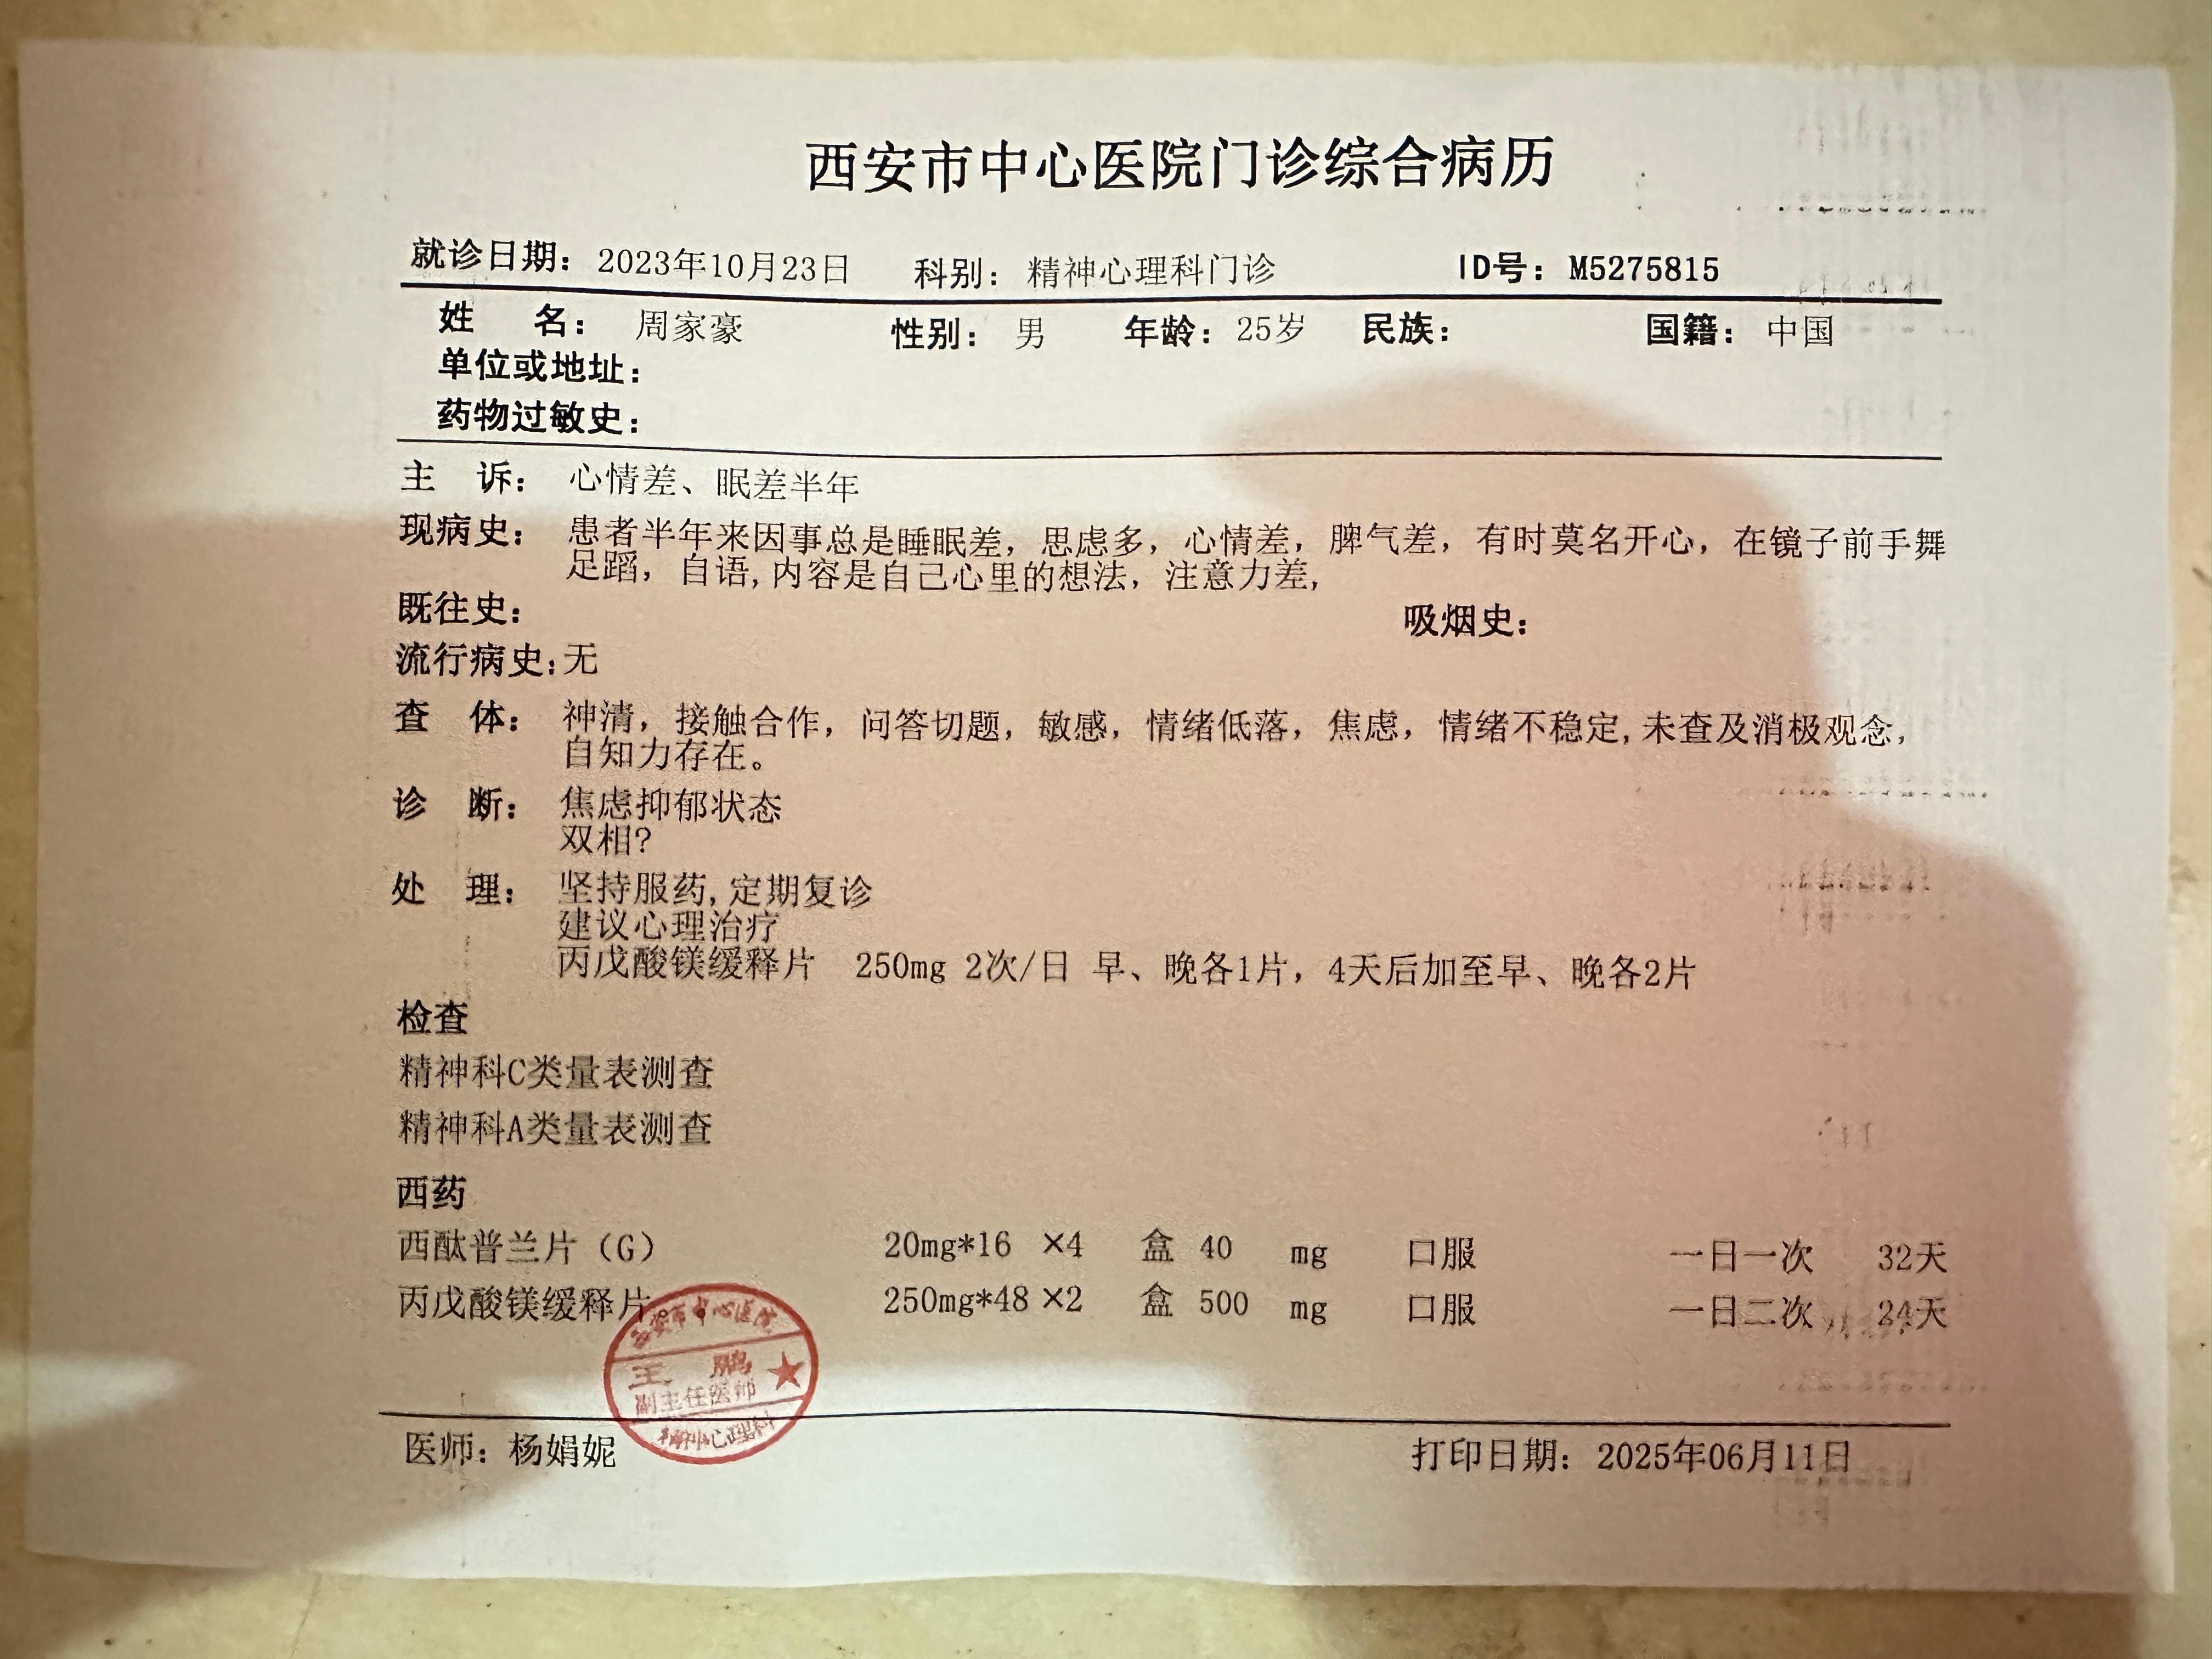 西安市中心医院门诊综合病历
就诊日期：2023年10月23日 科别：精神心理科门诊 ID号：M5275815
姓 名：周家豪 性别：男 年龄：25岁 民族： 国籍：中国
单位或地址：
药物过敏史：
主 诉：心情差、眠差半年
现病史：患者半年来因事总是睡眠差，思虑多，心情差，脾气差，有时莫名开心，在镜子前手舞
足蹈，自语,内容是自己心里的想法，注意力差,
既往史： 吸烟史：
流行病史:无
查 体：神清，接触合作，问答切题，敏感，情绪低落，焦虑，情绪不稳定,未查及消极观念，
自知力存在。
诊 断：焦虑抑郁状态
双相?
处 理：坚持服药,定期复诊
建议心理治疗
丙戊酸镁缓释片 250mg 2次/日 早、晚各1片，4天后加至早、晚各2片
检查
精神科C类量表测查
精神科A类量表测查
西药
西酞普兰片（G） 20mg*16 ×4 盒 40 mg 口服 一日一次 32天
丙戊酸镁缓释片 250mg*48 ×2 盒 500 mg 口服 一日二次 24天
西安市中心医院
王 鹏
副主任医师
精神心理科
医师：杨娟妮 打印日期：2025年06月11日